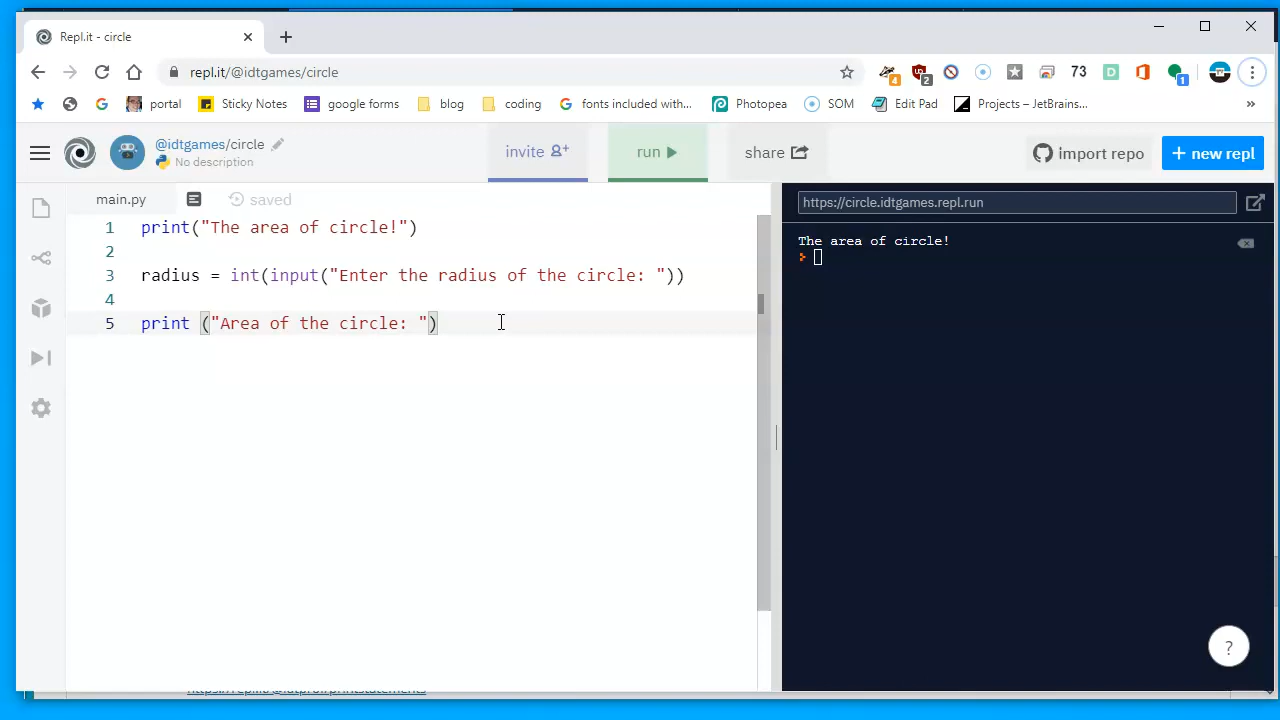 Repl.it - circle
repl.it/@idtgames/circle
4
2
73
D
1
portal
Sticky Notes
google forms
blog
coding
fonts included with...
Photopea
SOM
Edit Pad
Projects – JetBrains...
»
@idtgames/circle
No description
invite
run
share
import repo
+ new repl
main.py
saved
https://circle.idtgames.repl.run
1 print("The area of circle!")
2
3 radius = int(input("Enter the radius of the circle: "))
4
5 print ("Area of the circle: ")
The area of circle!
?